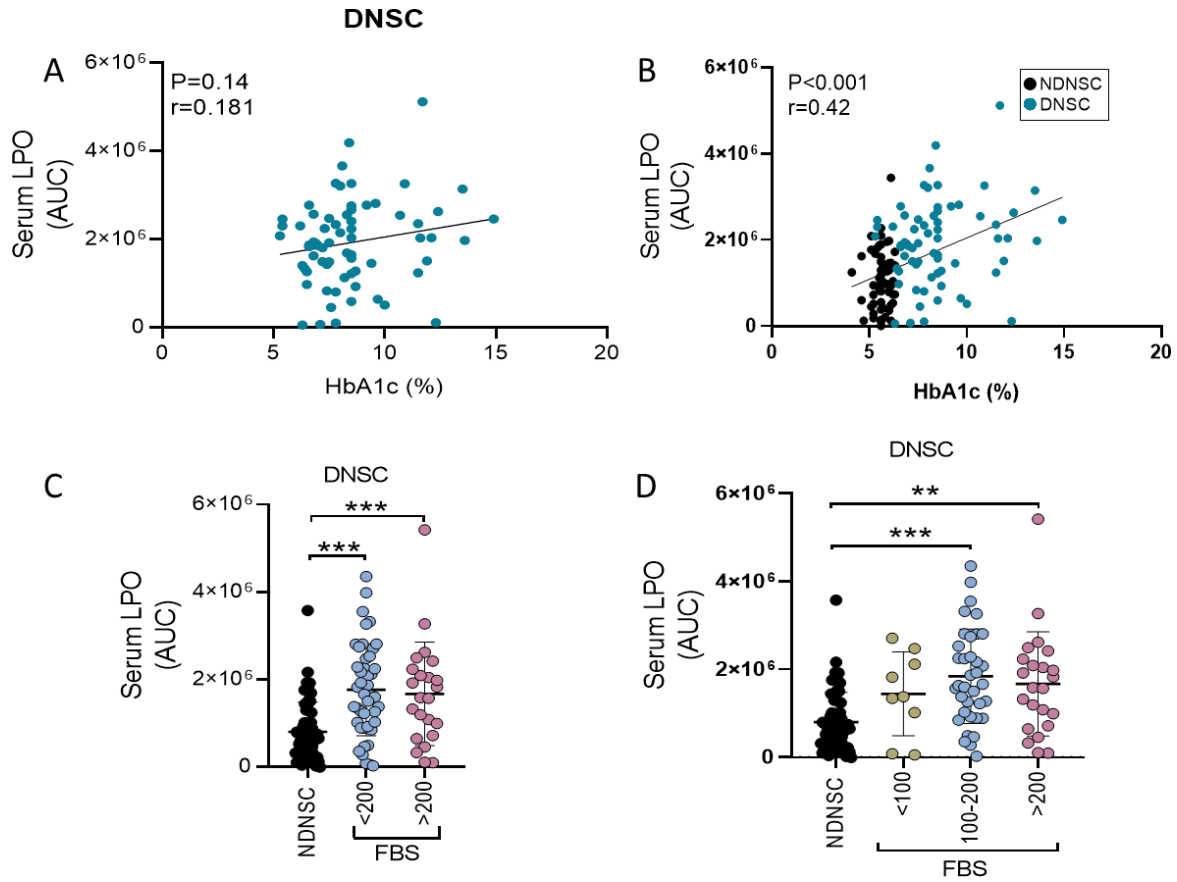 DNSC
A
6×10⁶
4×10⁶
2×10⁶
0
Serum LPO
(AUC)
P=0.14
r=0.181
0 5 10 15 20
HbA1c (%)
B
6×10⁶
4×10⁶
2×10⁶
0
Serum LPO
(AUC)
P<0.001
r=0.42
NDNSC
DNSC
0 5 10 15 20
HbA1c (%)
C
DNSC
6×10⁶
4×10⁶
2×10⁶
0
Serum LPO
(AUC)
***
***
NDNSC
<200
>200
FBS
D
DNSC
6×10⁶
4×10⁶
2×10⁶
0
Serum LPO
(AUC)
**
***
NDNSC
<100
100-200
>200
FBS